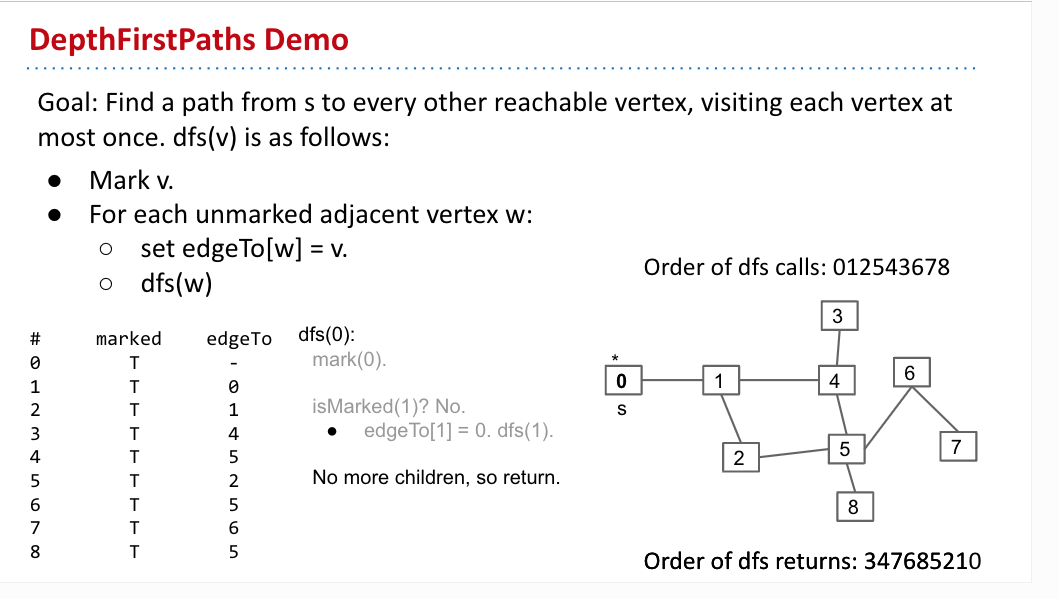 DepthFirstPaths Demo
Goal: Find a path from s to every other reachable vertex, visiting each vertex at
most once. dfs(v) is as follows:
● Mark v.
● For each unmarked adjacent vertex w:
○ set edgeTo[w] = v.
○ dfs(w)
# marked edgeTo
0 T -
1 T 0
2 T 1
3 T 4
4 T 5
5 T 2
6 T 5
7 T 6
8 T 5
dfs(0):
mark(0).
isMarked(1)? No.
● edgeTo[1] = 0. dfs(1).
No more children, so return.
Order of dfs calls: 012543678
3
*
0 1 4 6
s
2 5 7
8
Order of dfs returns: 347685210